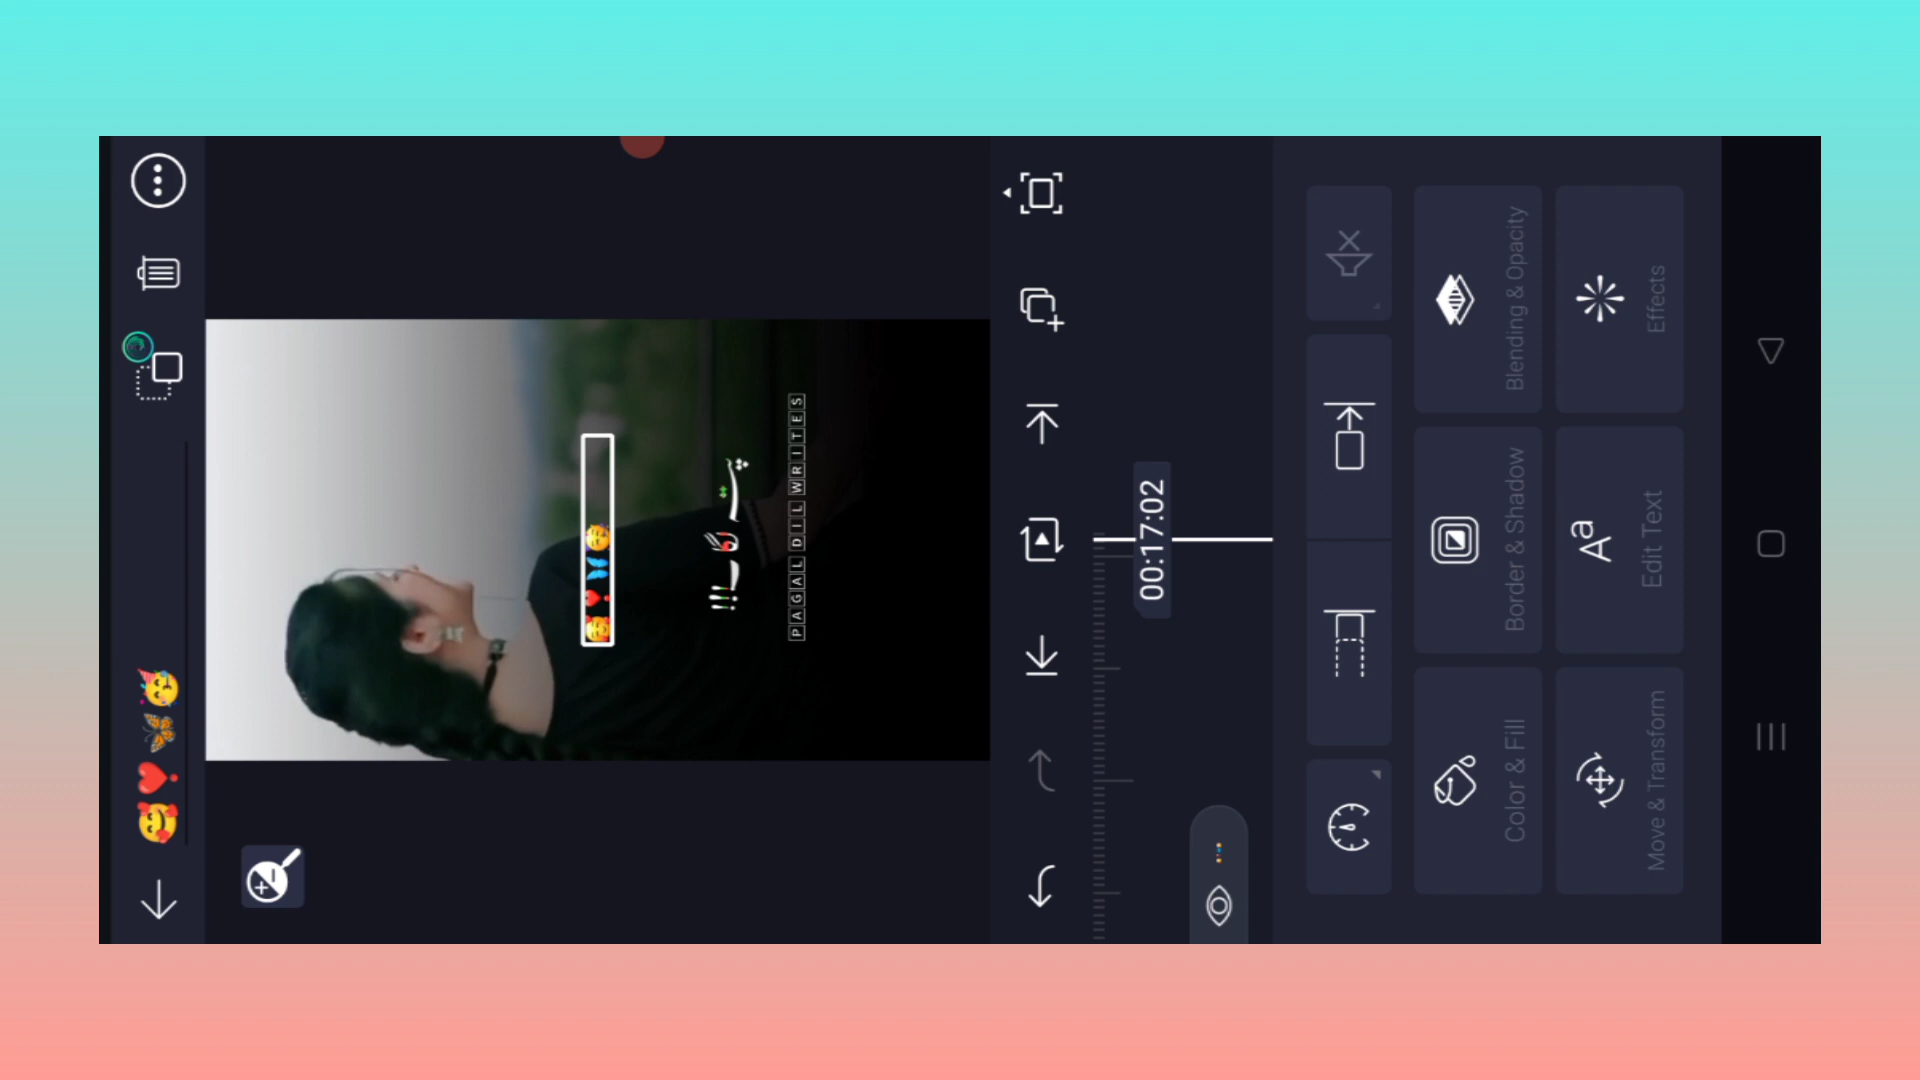 🥰❣️🦋🥳
🥰❣️🦋🥳
PAGAL DIL WRITES
00:17:02
Move & Transform
Edit Text
Effects
Color & Fill
Border & Shadow
Blending & Opacity